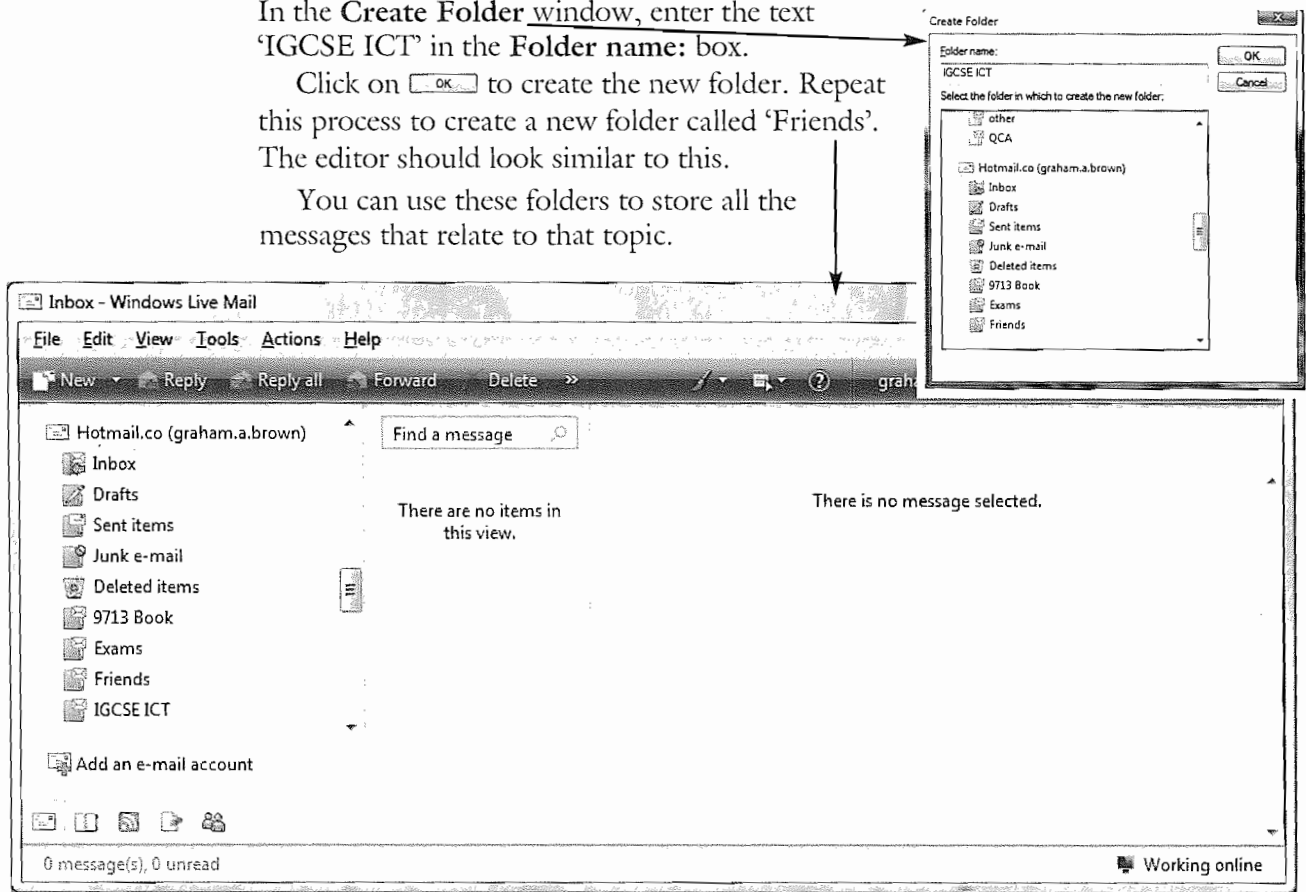 In the Create Folder window, enter the text
‘IGCSE ICT’ in the Folder name: box.
Click on OK to create the new folder. Repeat
this process to create a new folder called ‘Friends’.
The editor should look similar to this.
You can use these folders to store all the
messages that relate to that topic.
Create Folder
Folder name:
OK
IGCSE ICT
Cancel
Select the folder in which to create the new folder:
other
QCA
Hotmail.co (graham.a.brown)
Inbox
Drafts
Sent items
Junk e-mail
Deleted items
9713 Book
Exams
Friends
Inbox - Windows Live Mail
File Edit View Tools Actions Help
New Reply Reply all Forward Delete » grah
Hotmail.co (graham.a.brown)
Find a message
Inbox
Drafts
Sent items
Junk e-mail
Deleted items
9713 Book
Exams
Friends
IGCSE ICT
There are no items in
this view.
There is no message selected.
Add an e-mail account
0 message(s), 0 unread
Working online